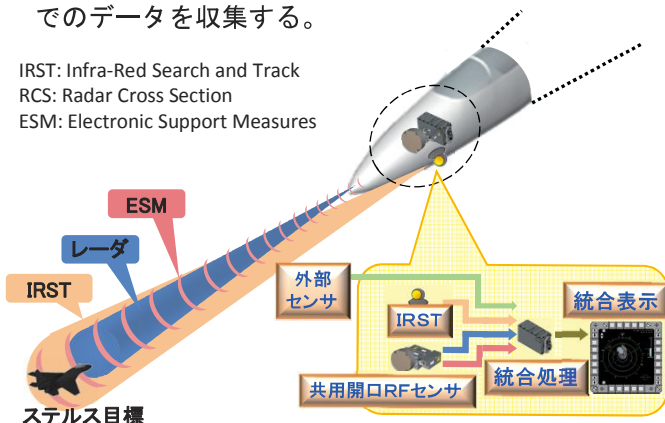 でのデータを収集する。
IRST: Infra-Red Search and Track
RCS: Radar Cross Section
ESM: Electronic Support Measures
ESM
レーダ
IRST
ステルス目標
外部
センサ
IRST
共用開口RFセンサ
統合処理
統合表示